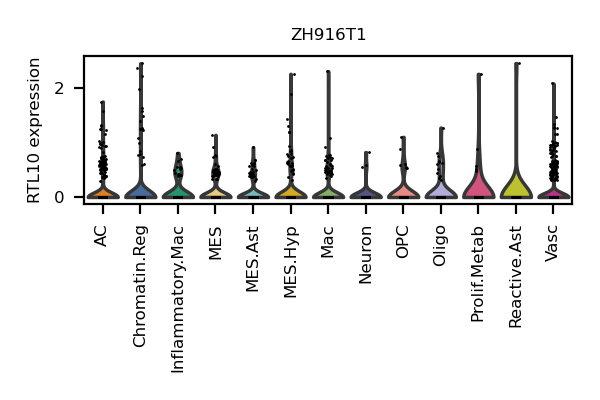 ZH916T1
RTL10 expression
2
0
AC
Chromatin.Reg
Inflammatory.Mac
MES
MES.Ast
MES.Hyp
Mac
Neuron
OPC
Oligo
Prolif.Metab
Reactive.Ast
Vasc